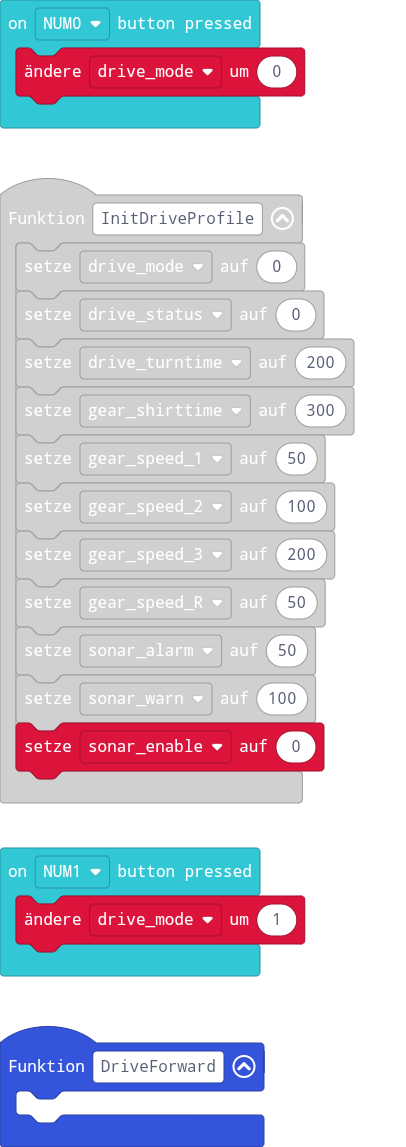 on NUM0 button pressed
ändere drive_mode um 0
Funktion InitDriveProfile
setze drive_mode auf 0
setze drive_status auf 0
setze drive_turntime auf 200
setze gear_shirttime auf 300
setze gear_speed_1 auf 50
setze gear_speed_2 auf 100
setze gear_speed_3 auf 200
setze gear_speed_R auf 50
setze sonar_alarm auf 50
setze sonar_warn auf 100
setze sonar_enable auf 0
on NUM1 button pressed
ändere drive_mode um 1
Funktion DriveForward